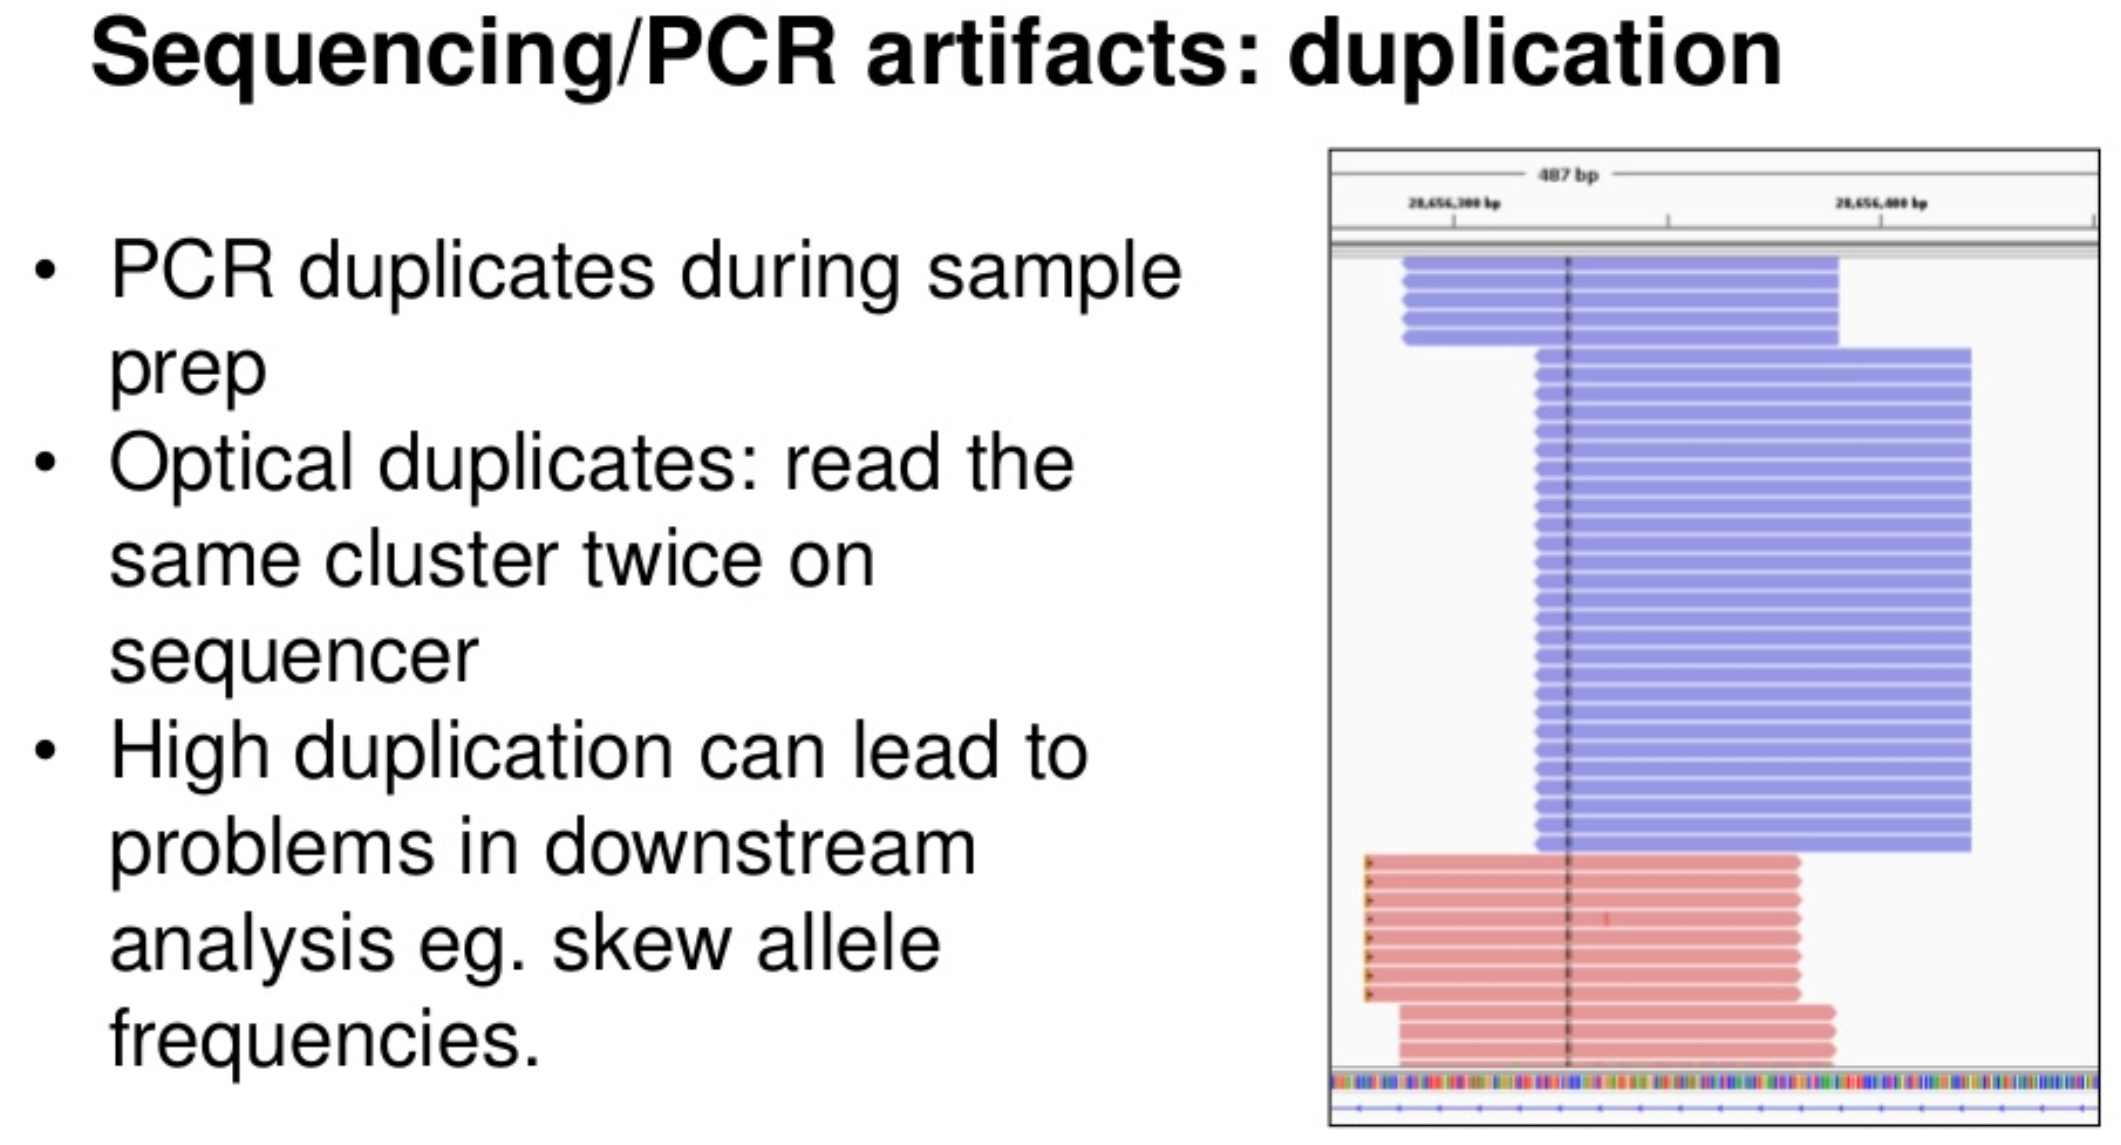 Sequencing/PCR artifacts: duplication
• PCR duplicates during sample
prep
• Optical duplicates: read the
same cluster twice on
sequencer
• High duplication can lead to
problems in downstream
analysis eg. skew allele
frequencies.
487 bp
28,656,300 bp 28,656,400 bp